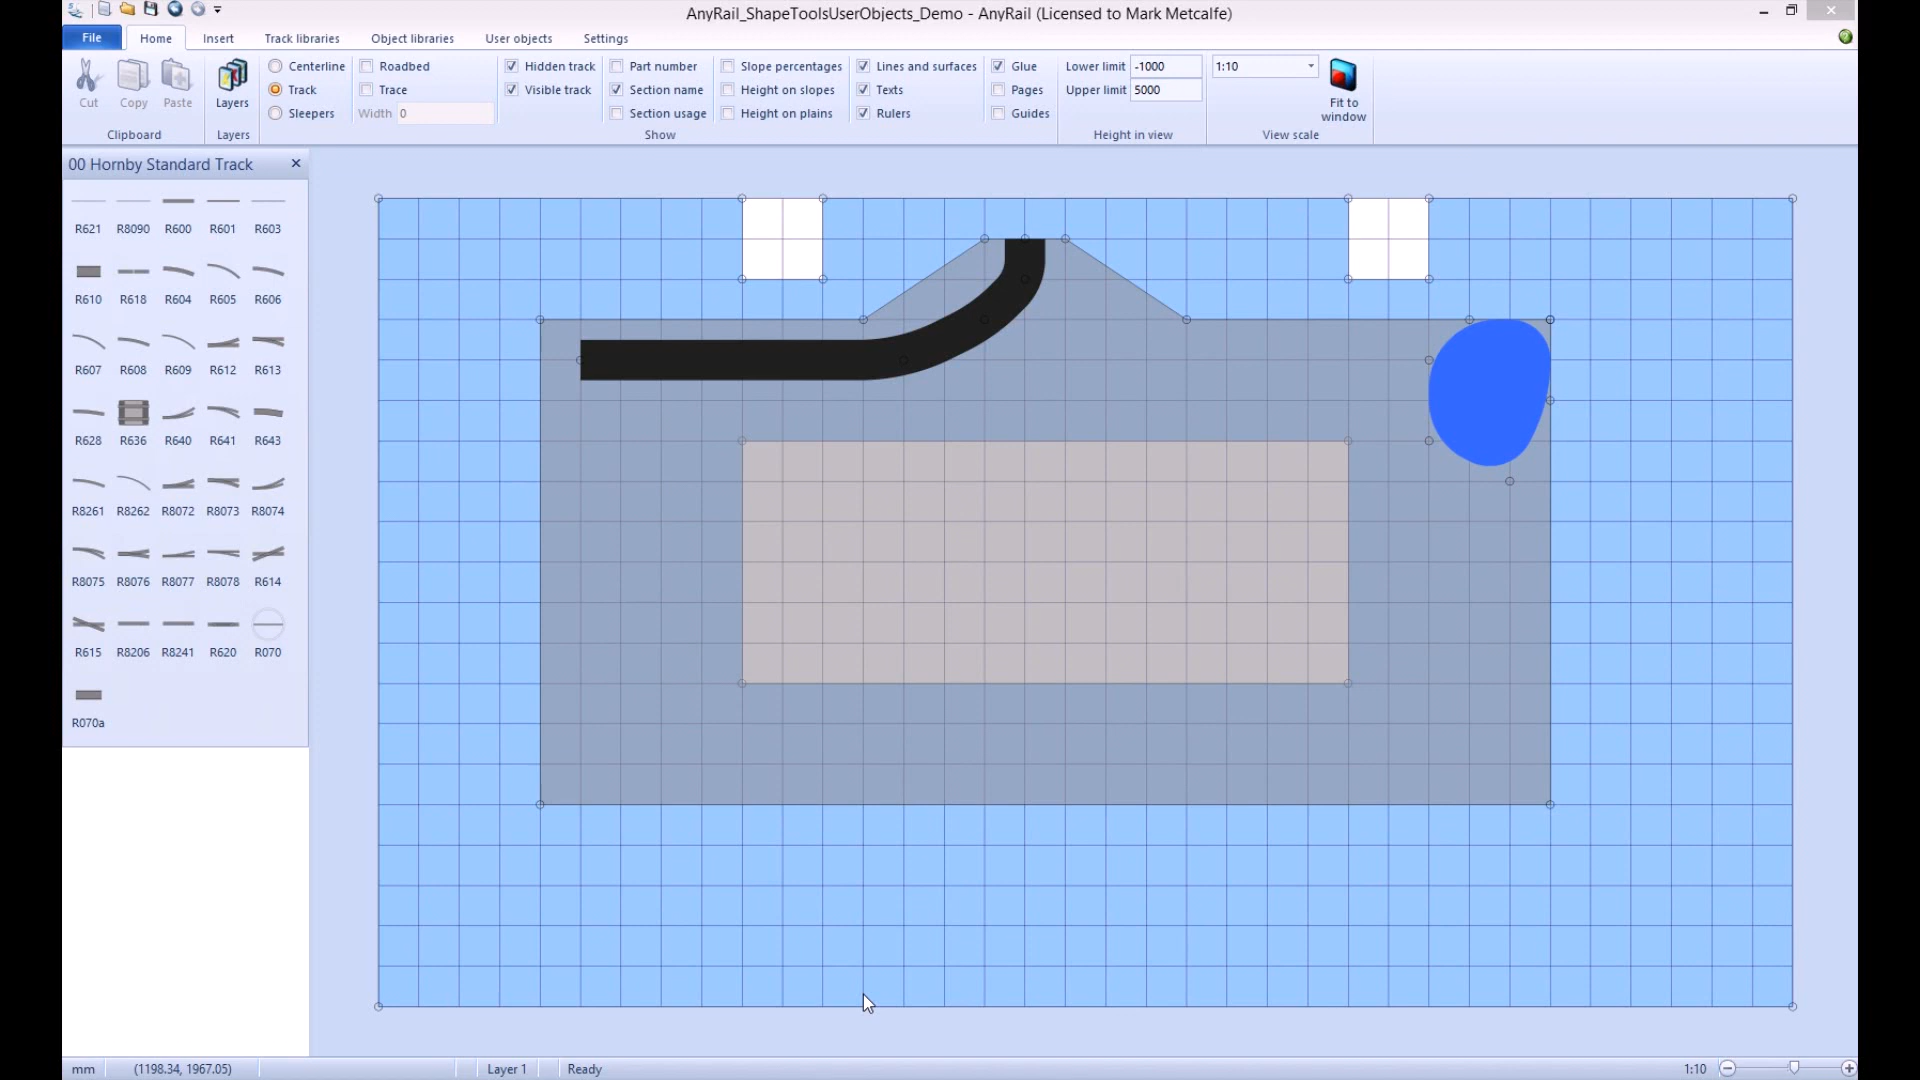 AnyRail_ShapeToolsUserObjects_Demo - AnyRail (Licensed to Mark Metcalfe)
File Home Insert Track libraries Object libraries User objects Settings
Centerline Roadbed Hidden track Part number Slope percentages Lines and surfaces Glue Lower limit -1000 1:10
Track Trace Visible track Section name Height on slopes Texts Pages Upper limit 5000
Cut Copy Paste Layers Sleepers Width 0 Section usage Height on plains Rulers Guides Fit to window
Clipboard Layers Show Height in view View scale
00 Hornby Standard Track
R621 R8090 R600 R601 R603
R610 R618 R604 R605 R606
R607 R608 R609 R612 R613
R628 R636 R640 R641 R643
R8261 R8262 R8072 R8073 R8074
R8075 R8076 R8077 R8078 R614
R615 R8206 R8241 R620 R070
R070a
mm (1198.34, 1967.05) Layer 1 Ready 1:10